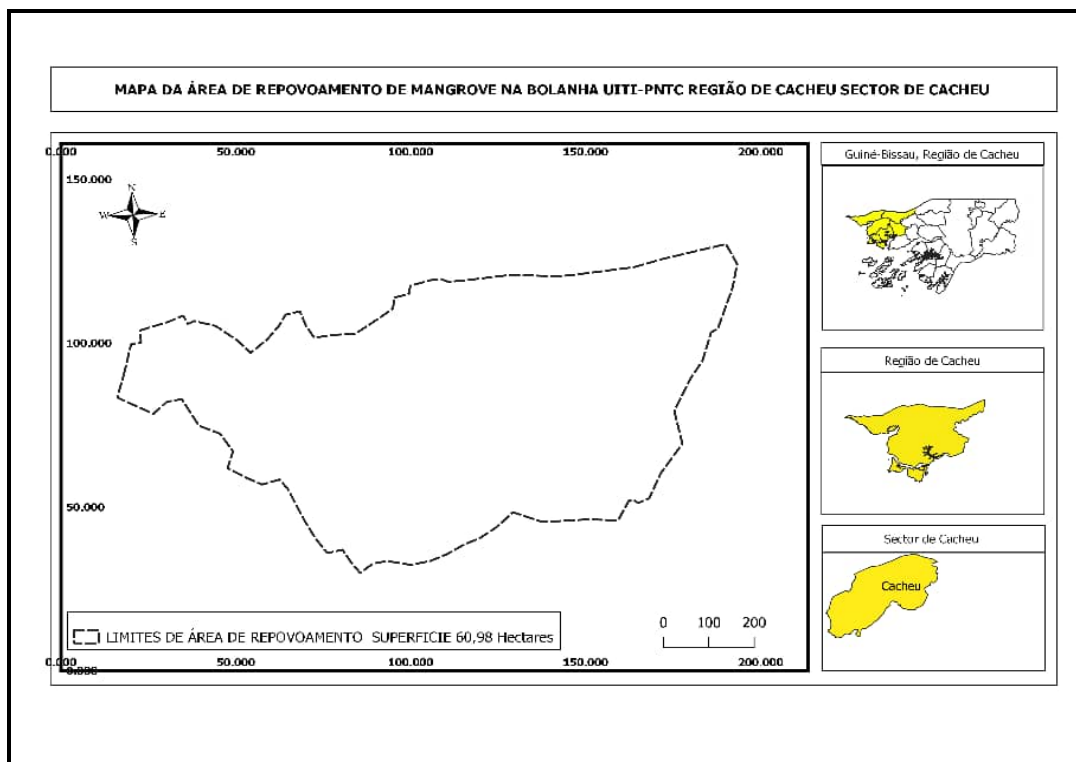 MAPA DA ÁREA DE REPOVOAMENTO DE MANGROVE NA BOLANHA UITI-PNTC REGIÃO DE CACHEU SECTOR DE CACHEU
0.000 50.000 100.000 150.000 200.000
150.000
N
W E
S
100.000
50.000
LIMITES DE ÁREA DE REPOVOAMENTO SUPERFICIE 60,98 Hectares
0 100 200
0.000 50.000 100.000 150.000 200.000
0.000
Guiné-Bissau, Região de Cacheu
Região de Cacheu
Sector de Cacheu
Cacheu